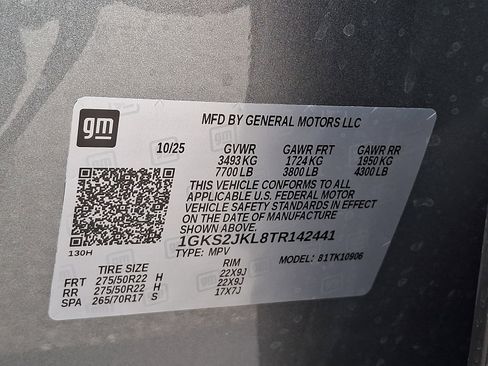 gm
MFD BY GENERAL MOTORS LLC
10/25 GVWR GAWR FRT GAWR RR
3493 KG 1724 KG 1950 KG
7700 LB 3800 LB 4300 LB
THIS VEHICLE CONFORMS TO ALL
APPLICABLE U.S. FEDERAL MOTOR
VEHICLE SAFETY STANDARDS IN EFFECT
ON THE DATE OF MANUFACTURE
SHOWN ABOVE.
1GKS2JKL8TR142441
130H
TYPE: MPV MODEL: 81TK10906
TIRE SIZE RIM
FRT 275/50R22 H 22X9J
RR 275/50R22 H 22X9J
SPA 265/70R17 S 17X7J